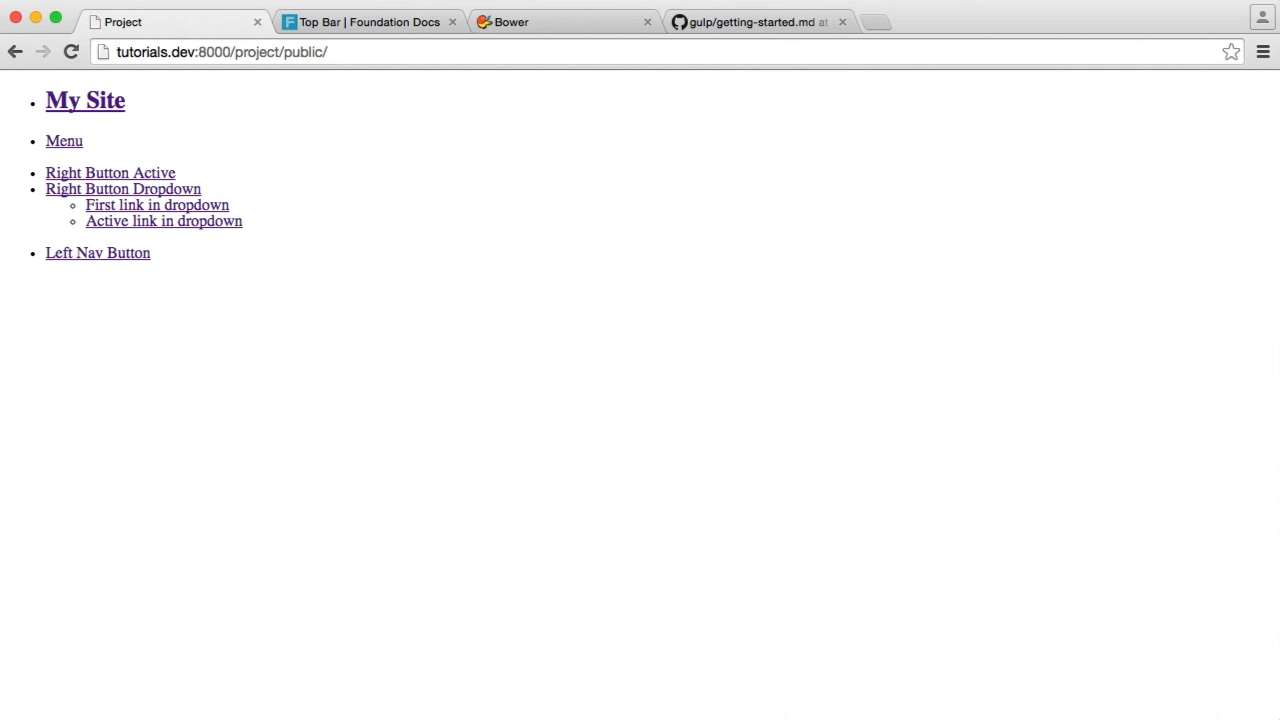 Project
Top Bar | Foundation Docs
Bower
gulp/getting-started.md at
tutorials.dev:8000/project/public/
My Site
Menu
Right Button Active
Right Button Dropdown
First link in dropdown
Active link in dropdown
Left Nav Button